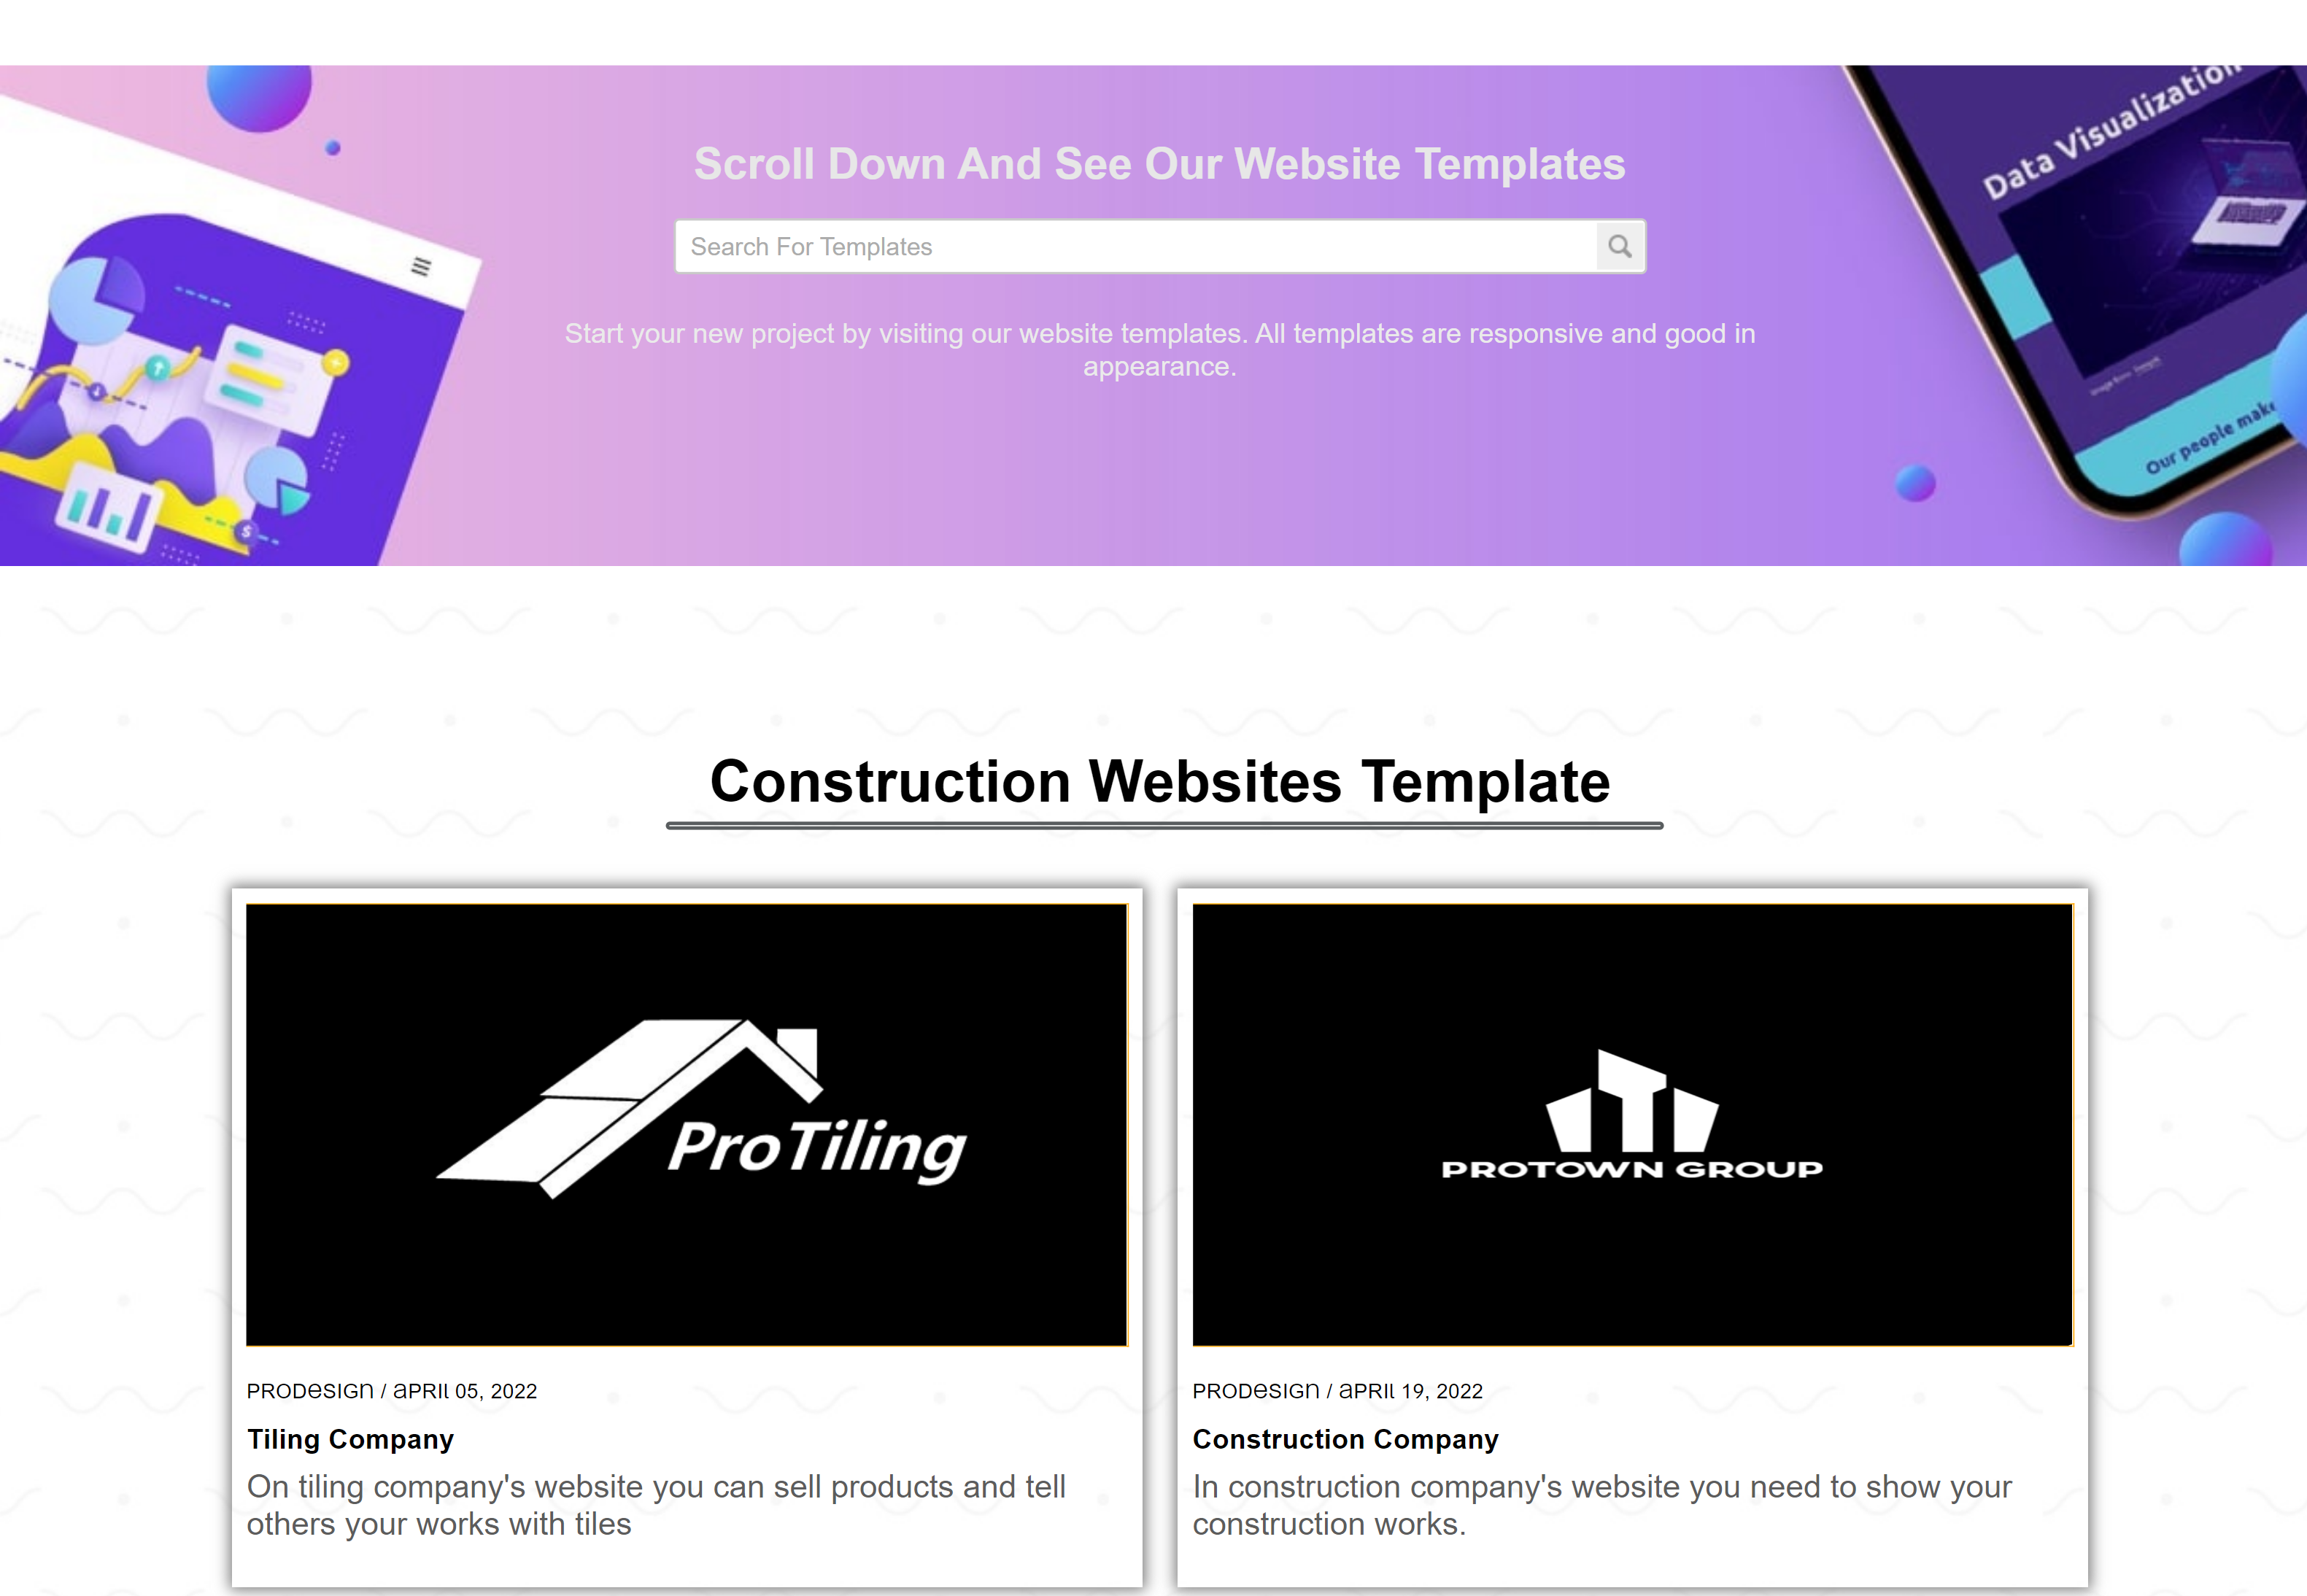 Data Visualization
Scroll Down And See Our Website Templates
Search For Templates
Start your new project by visiting our website templates. All templates are responsive and good in
appearance.
Our people make
Construction Websites Template
ProTiling
PROTOWN GROUP
PRODesign / aPRIl 05, 2022
Tiling Company
On tiling company's website you can sell products and tell
others your works with tiles
PRODesign / aPRIl 19, 2022
Construction Company
In construction company's website you need to show your
construction works.